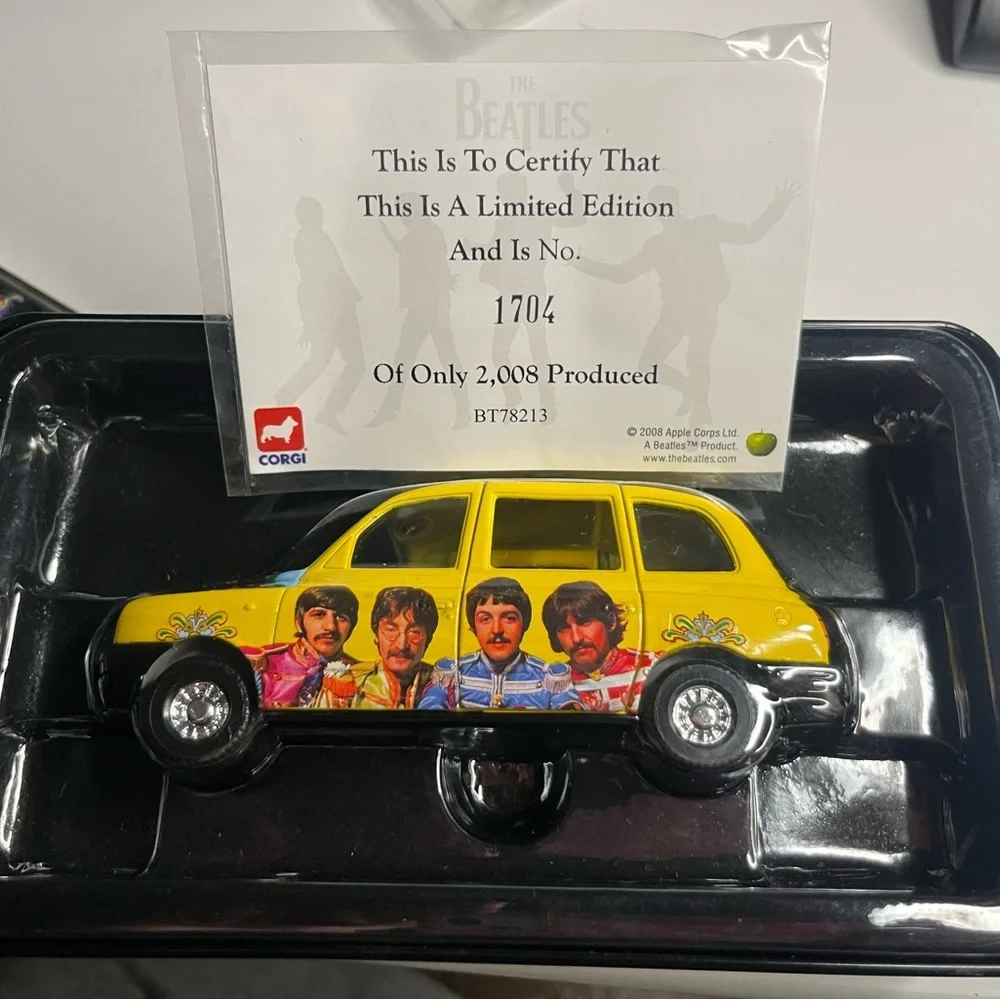 THE
BEATLES
This Is To Certify That
This Is A Limited Edition
And Is No.
1704
Of Only 2,008 Produced
BT78213
CORGI
© 2008 Apple Corps Ltd.
A Beatles™ Product.
www.thebeatles.com